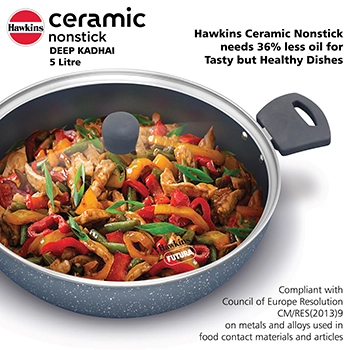 Hawkins
ceramic
nonstick
DEEP KADHAI
5 Litre
Hawkins Ceramic Nonstick
needs 36% less oil for
Tasty but Healthy Dishes
Hawkins
FUTURA
Compliant with
Council of Europe Resolution
CM/RES(2013)9
on metals and alloys used in
food contact materials and articles